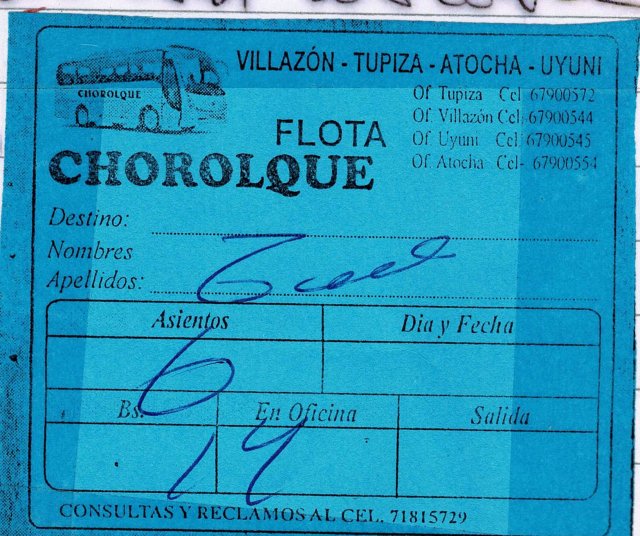 VILLAZÓN - TUPIZA - ATOCHA - UYUNI
CHOROLQUE
Of. Tupiza Cel 67900572
Of. Villazón Cel. 67900544
Of. Uyuni Cel. 67900545
Of. Atocha Cel- 67900554
FLOTA
CHOROLQUE
Destino:
Nombres
Apellidos:
Asientos Dia y Fecha
6
Bs. En Oficina Salida
14
CONSULTAS Y RECLAMOS AL CEL. 71815729